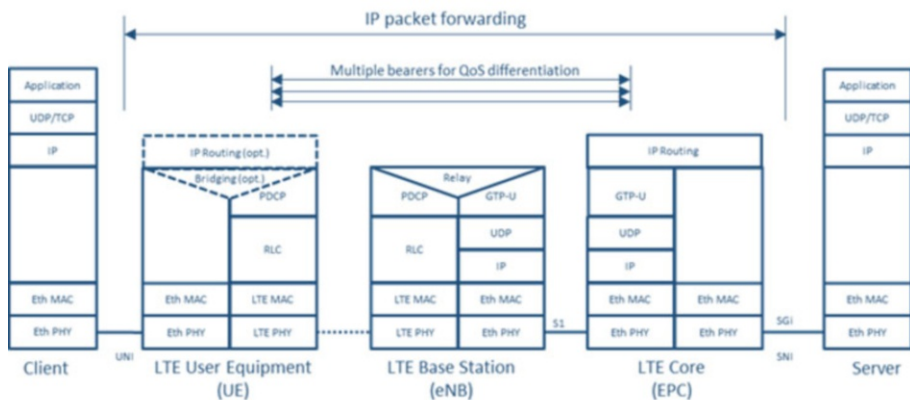 IP packet forwarding
Multiple bearers for QoS differentiation
Application
Application
UDP/TCP
UDP/TCP
IP
IP
IP Routing (opt.)
IP Routing
Bridging (opt.)
Relay
PDCP
PDCP
GTP-U
GTP-U
UDP
UDP
RLC
RLC
IP
IP
Eth MAC
Eth MAC
LTE MAC
LTE MAC
Eth MAC
Eth MAC
Eth MAC
Eth PHY
Eth PHY
LTE PHY
LTE PHY
Eth PHY
Eth PHY
Eth PHY
Eth MAC
Eth PHY
S1
SGi
UNI
SNI
Client
LTE User Equipment
(UE)
LTE Base Station
(eNB)
LTE Core
(EPC)
Server